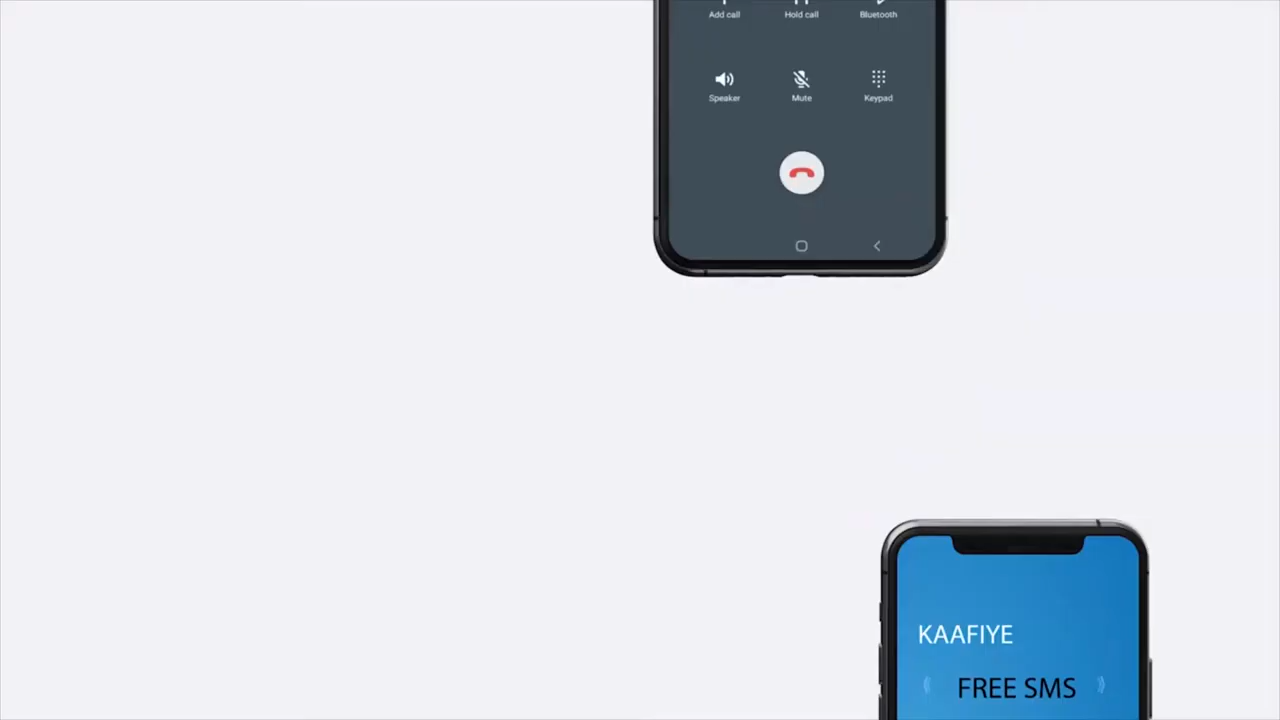 Add call Hold call Bluetooth
Speaker Mute Keypad
KAAFIYE
FREE SMS